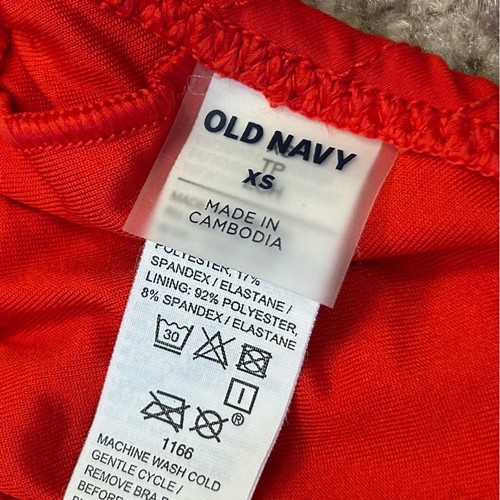 OLD NAVY
TP
XS
MADE IN
CAMBODIA
POLYESTER, 17%
SPANDEX / ELASTANE /
LINING: 92% POLYESTER,
8% SPANDEX / ELASTANE
30
I
®
1166
MACHINE WASH COLD
GENTLE CYCLE /
REMOVE BRA
BEFORE